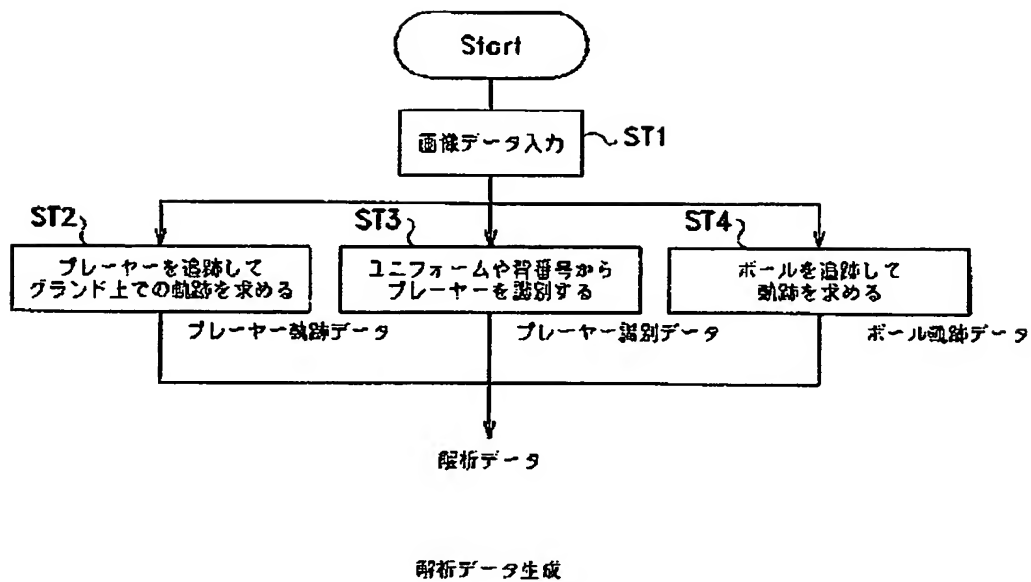 Start
画像データ入力
ST1
ST2
プレーヤーを追跡して
グランド上での軌跡を求める
プレーヤー軌跡データ
ST3
ユニフォームや背番号から
プレーヤーを識別する
プレーヤー識別データ
ST4
ボールを追跡して
軌跡を求める
ボール軌跡データ
解析データ
解析データ生成